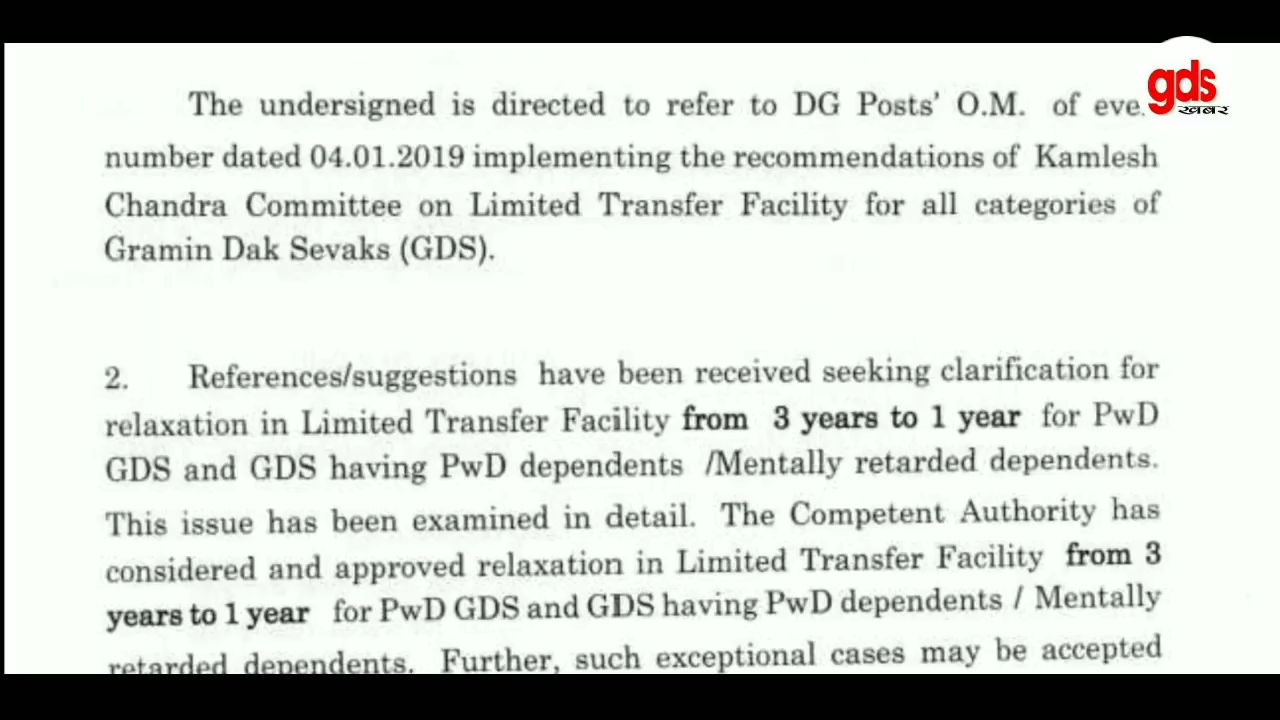 gds
खबर
The undersigned is directed to refer to DG Posts' O.M. of eve
number dated 04.01.2019 implementing the recommendations of Kamlesh
Chandra Committee on Limited Transfer Facility for all categories of
Gramin Dak Sevaks (GDS).
2. References/suggestions have been received seeking clarification for
relaxation in Limited Transfer Facility from 3 years to 1 year for PwD
GDS and GDS having PwD dependents /Mentally retarded dependents.
This issue has been examined in detail. The Competent Authority has
considered and approved relaxation in Limited Transfer Facility from 3
years to 1 year for PwD GDS and GDS having PwD dependents / Mentally
retarded dependents. Further, such exceptional cases may be accepted